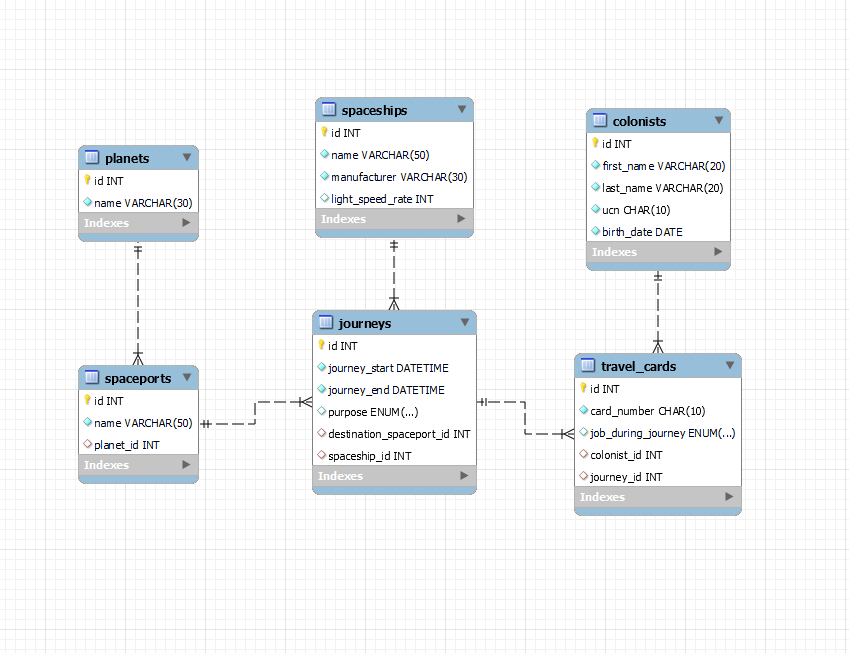 planets
id INT
name VARCHAR(30)
Indexes
spaceships
id INT
name VARCHAR(50)
manufacturer VARCHAR(30)
light_speed_rate INT
Indexes
colonists
id INT
first_name VARCHAR(20)
last_name VARCHAR(20)
ucn CHAR(10)
birth_date DATE
Indexes
spaceports
id INT
name VARCHAR(50)
planet_id INT
Indexes
journeys
id INT
journey_start DATETIME
journey_end DATETIME
purpose ENUM(...)
destination_spaceport_id INT
spaceship_id INT
Indexes
travel_cards
id INT
card_number CHAR(10)
job_during_journey ENUM(...)
colonist_id INT
journey_id INT
Indexes